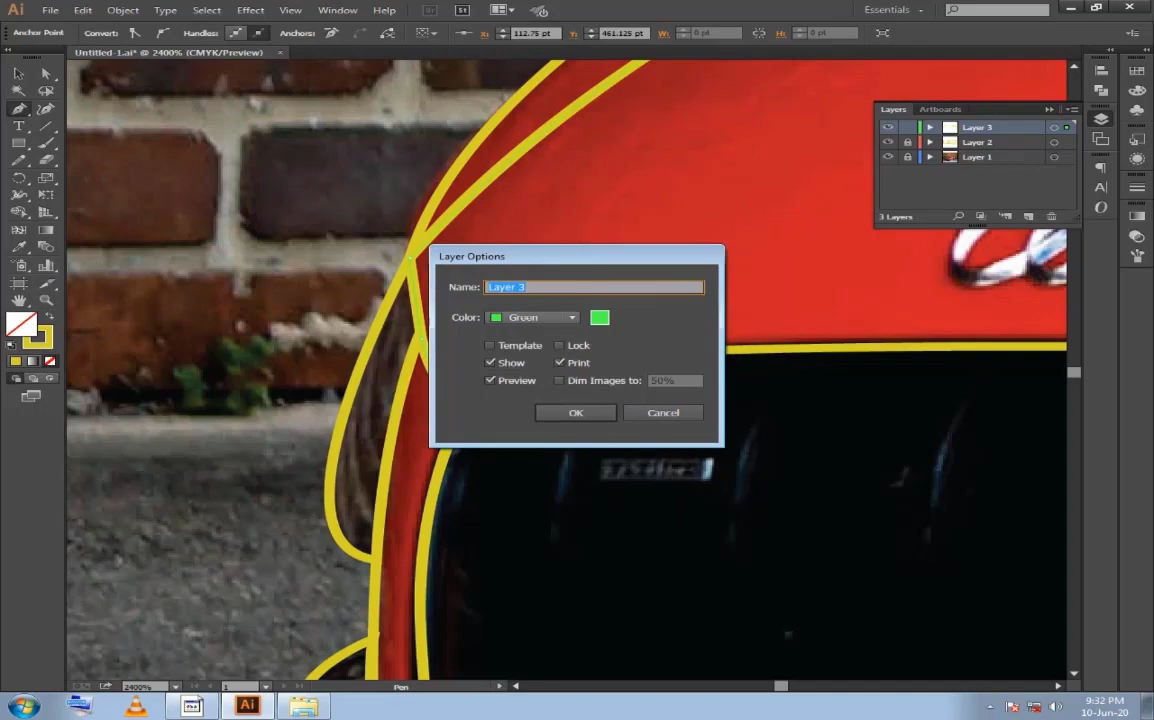 Ai File Edit Object Type Select Effect View Window Help Br St Essentials
Anchor Point Convert: Handles: Anchors: X: 112.75 pt Y: 461.125 pt W: 0 pt H: 0 pt
Untitled-1.ai* @ 2400% (CMYK/Preview) ×
Layers Artboards
Layer 3
Layer 2
Layer 1
3 Layers
Layer Options
Name: Layer 3
Color: Green
Template Lock
Show Print
Preview Dim Images to: 50%
OK Cancel
2400% 1 Pen
Ai 9:32 PM
10-Jun-20